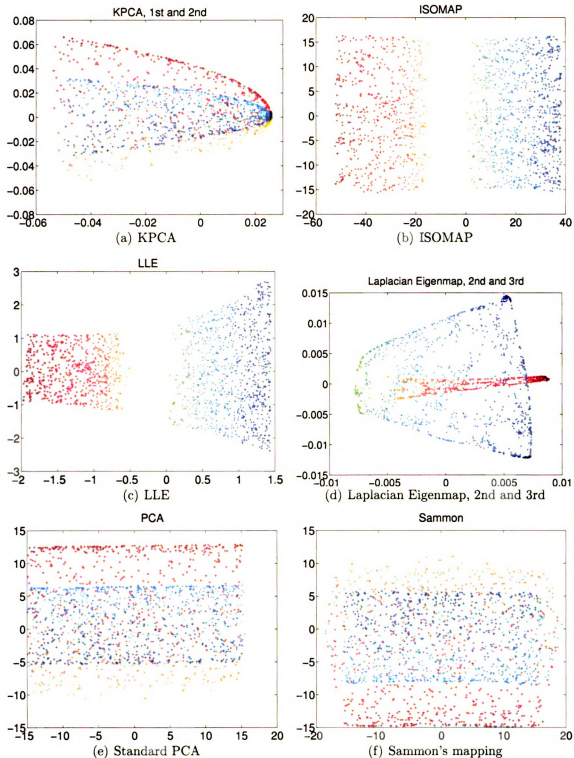 KPCA, 1st and 2nd
0.08
0.06
0.04
0.02
0
-0.02
-0.04
-0.06
-0.08
-0.06 -0.04 -0.02 0 0.02
(a) KPCA
ISOMAP
20
15
10
5
0
-5
-10
-15
-20
-60 -40 -20 0 20 40
(b) ISOMAP
LLE
3
2
1
0
-1
-2
-3
-2 -1.5 -1 -0.5 0 0.5 1 1.5
(c) LLE
Laplacian Eigenmap, 2nd and 3rd
0.015
0.01
0.005
0
-0.005
-0.01
-0.015
-0.01 -0.005 0 0.005 0.01
(d) Laplacian Eigenmap, 2nd and 3rd
PCA
15
10
5
0
-5
-10
-15
-15 -10 -5 0 5 10 15 20
(e) Standard PCA
Sammon
15
10
5
0
-5
-10
-15
-20 -10 0 10 20
(f) Sammon's mapping